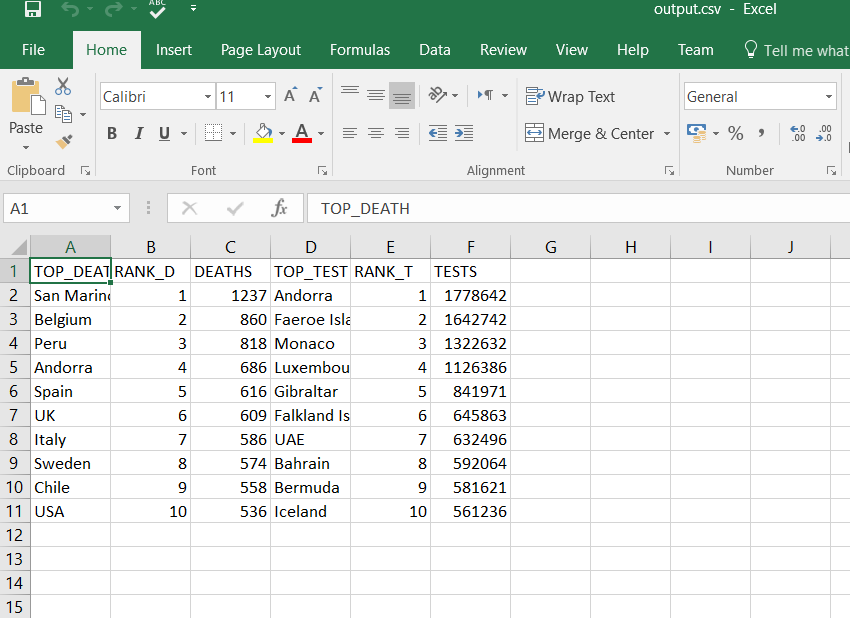 ABC
output.csv - Excel
File Home Insert Page Layout Formulas Data Review View Help Team Tell me what
Calibri 11 Wrap Text General
Paste B I U A Merge & Center % ,
Clipboard Font Alignment Number
A1 fx TOP_DEATH
A B C D E F G H I J
1 TOP_DEAT RANK_D DEATHS TOP_TEST RANK_T TESTS
2 San Marino 1 1237 Andorra 1 1778642
3 Belgium 2 860 Faeroe Isla 2 1642742
4 Peru 3 818 Monaco 3 1322632
5 Andorra 4 686 Luxembou 4 1126386
6 Spain 5 616 Gibraltar 5 841971
7 UK 6 609 Falkland Is 6 645863
8 Italy 7 586 UAE 7 632496
9 Sweden 8 574 Bahrain 8 592064
10 Chile 9 558 Bermuda 9 581621
11 USA 10 536 Iceland 10 561236
12
13
14
15